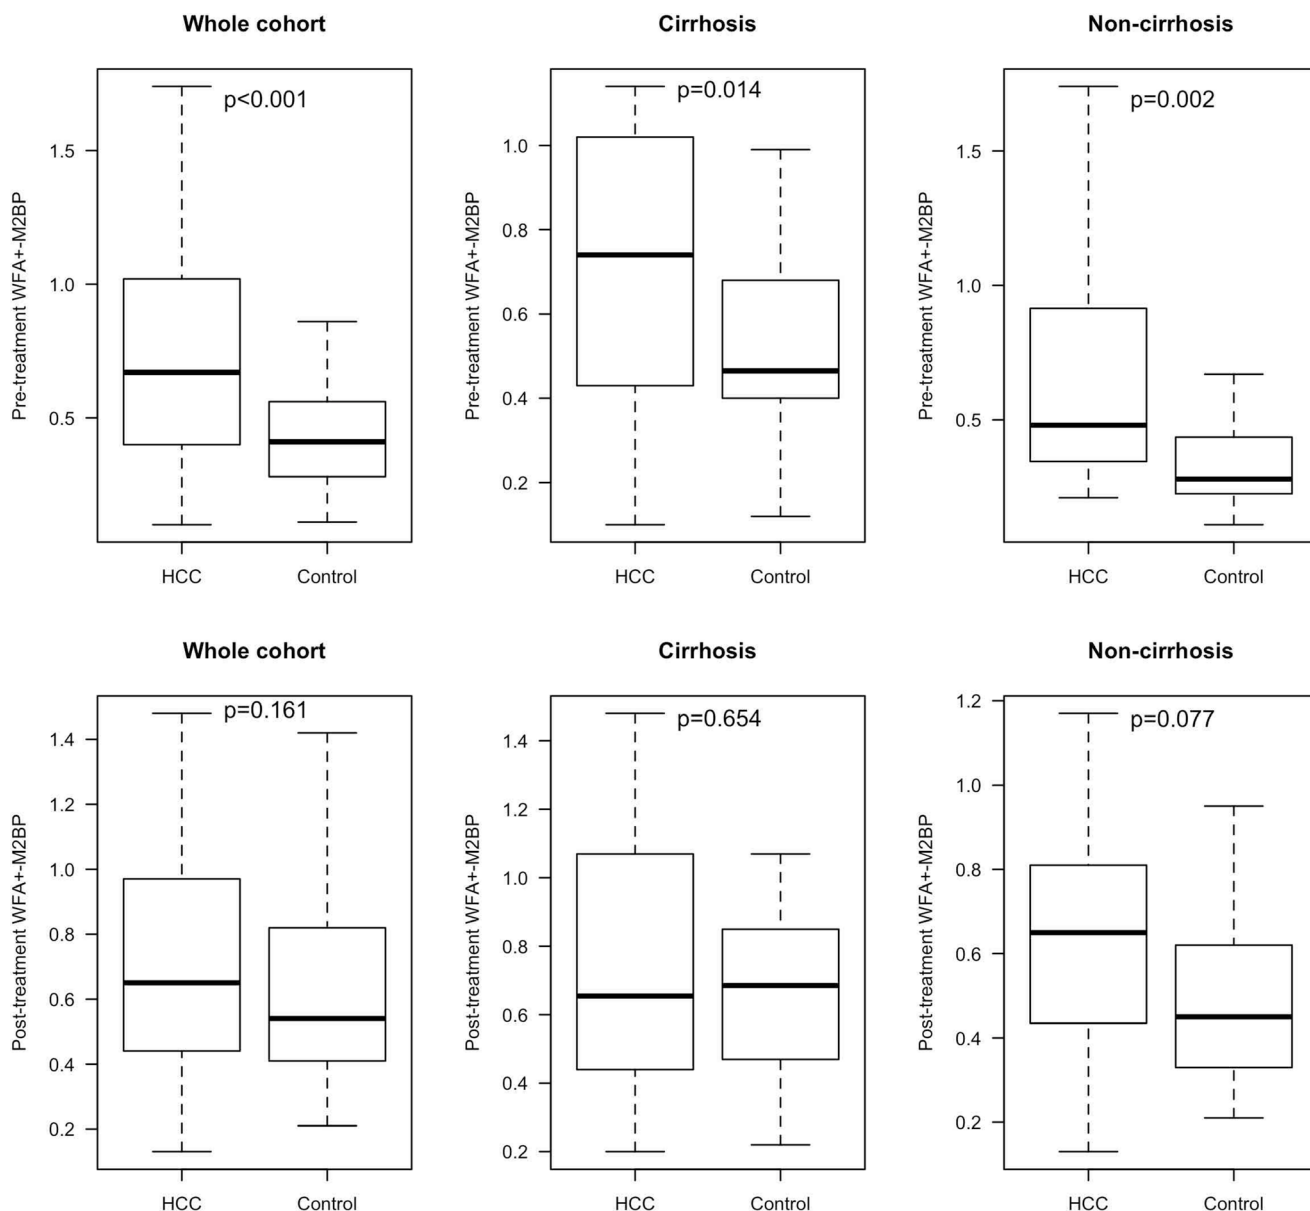 Whole cohort
Cirrhosis
Non-cirrhosis
Pre-treatment WFA+-M2BP
1.5
1.0
0.5
p<0.001
HCC
Control
Pre-treatment WFA+-M2BP
1.0
0.8
0.6
0.4
0.2
p=0.014
HCC
Control
Pre-treatment WFA+-M2BP
1.5
1.0
0.5
p=0.002
HCC
Control
Whole cohort
Cirrhosis
Non-cirrhosis
Post-treatment WFA+-M2BP
1.4
1.2
1.0
0.8
0.6
0.4
0.2
p=0.161
HCC
Control
Post-treatment WFA+-M2BP
1.4
1.2
1.0
0.8
0.6
0.4
0.2
p=0.654
HCC
Control
Post-treatment WFA+-M2BP
1.2
1.0
0.8
0.6
0.4
0.2
p=0.077
HCC
Control